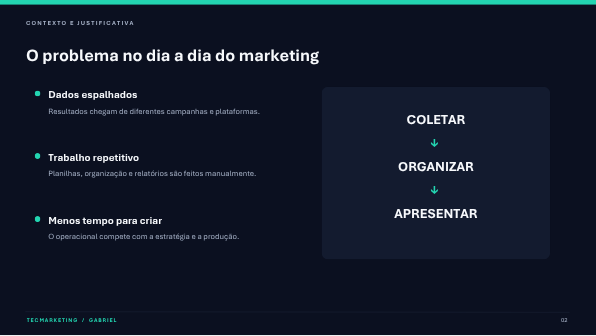 CONTEXTO E JUSTIFICATIVA
O problema no dia a dia do marketing
Dados espalhados
Resultados chegam de diferentes campanhas e plataformas.
Trabalho repetitivo
Planilhas, organização e relatórios são feitos manualmente.
Menos tempo para criar
O operacional compete com a estratégia e a produção.
COLETAR
↓
ORGANIZAR
↓
APRESENTAR
TECMARKETING / GABRIEL
02